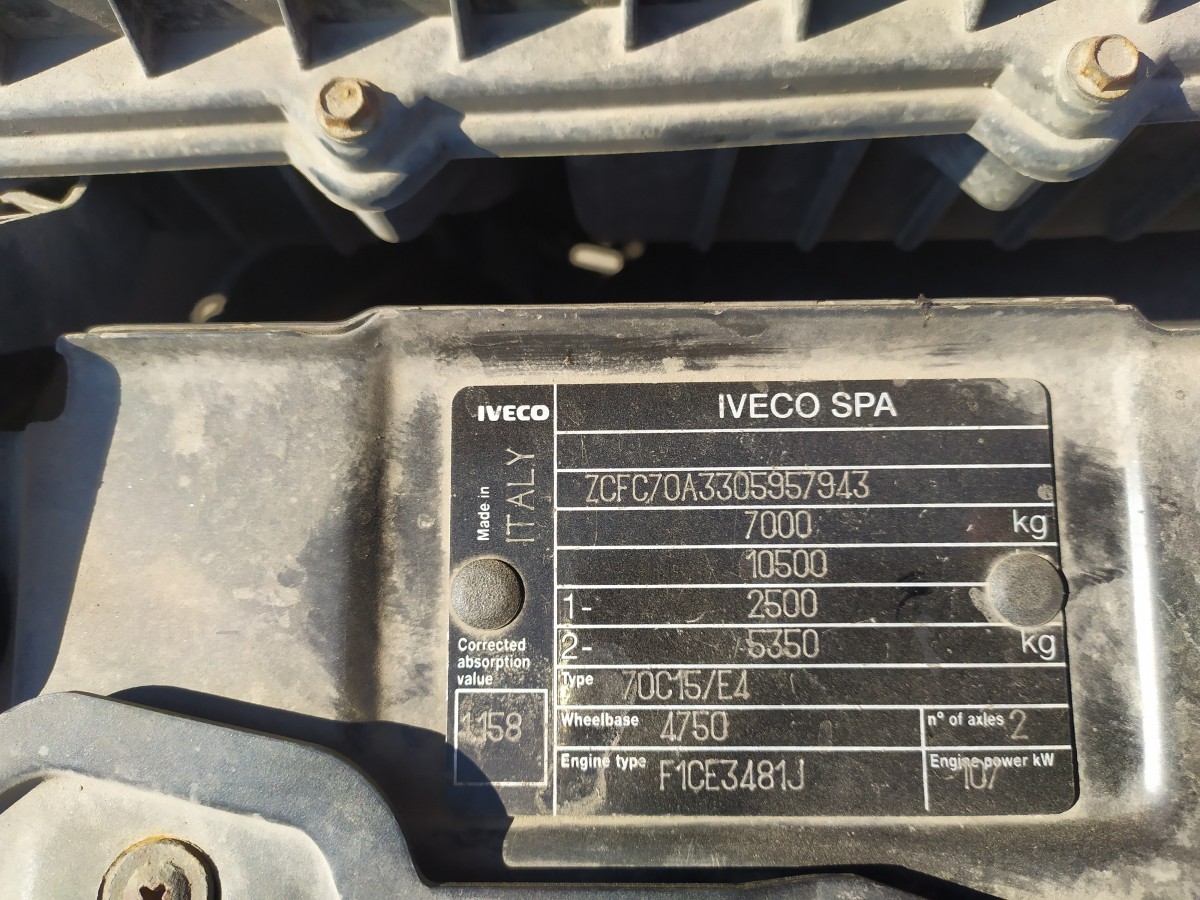 IVECO
Made in
ITALY
Corrected
absorption
value
1.158
IVECO SPA
ZCFC70A3305957943
7000 kg
10500
1- 2500
2- 5350 kg
Type 70C15/E4
Wheelbase 4750 n° of axles 2
Engine type F1CE3481J Engine power kW 107